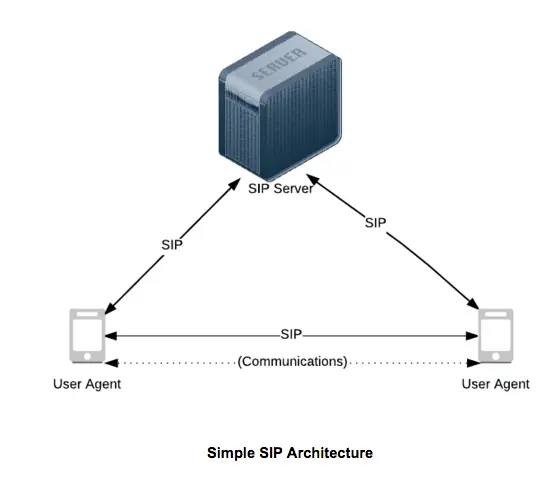 SERVER
SIP Server
SIP
SIP
SIP
(Communications)
User Agent
User Agent
Simple SIP Architecture